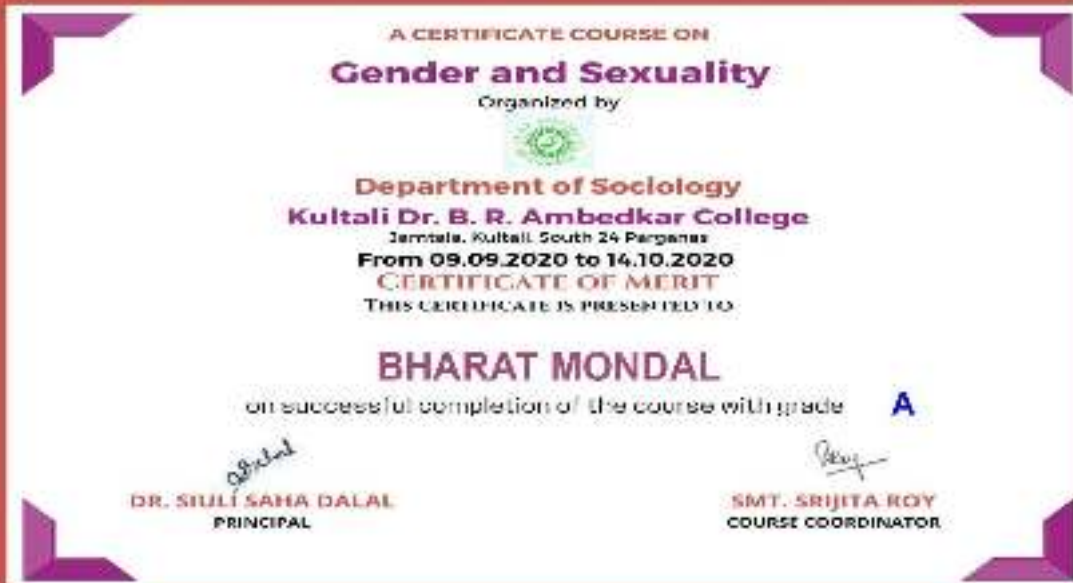 A CERTIFICATE COURSE ON
Gender and Sexuality
Organized by
Department of Sociology
Kultali Dr. B. R. Ambedkar College
Jamtala, Kultali, South 24 Parganas
From 09.09.2020 to 14.10.2020
CERTIFICATE OF MERIT
THIS CERTIFICATE IS PRESENTED TO
BHARAT MONDAL
on successful completion of the course with grade A
DR. SIULI SAHA DALAL
PRINCIPAL
SMT. SRIJITA ROY
COURSE COORDINATOR